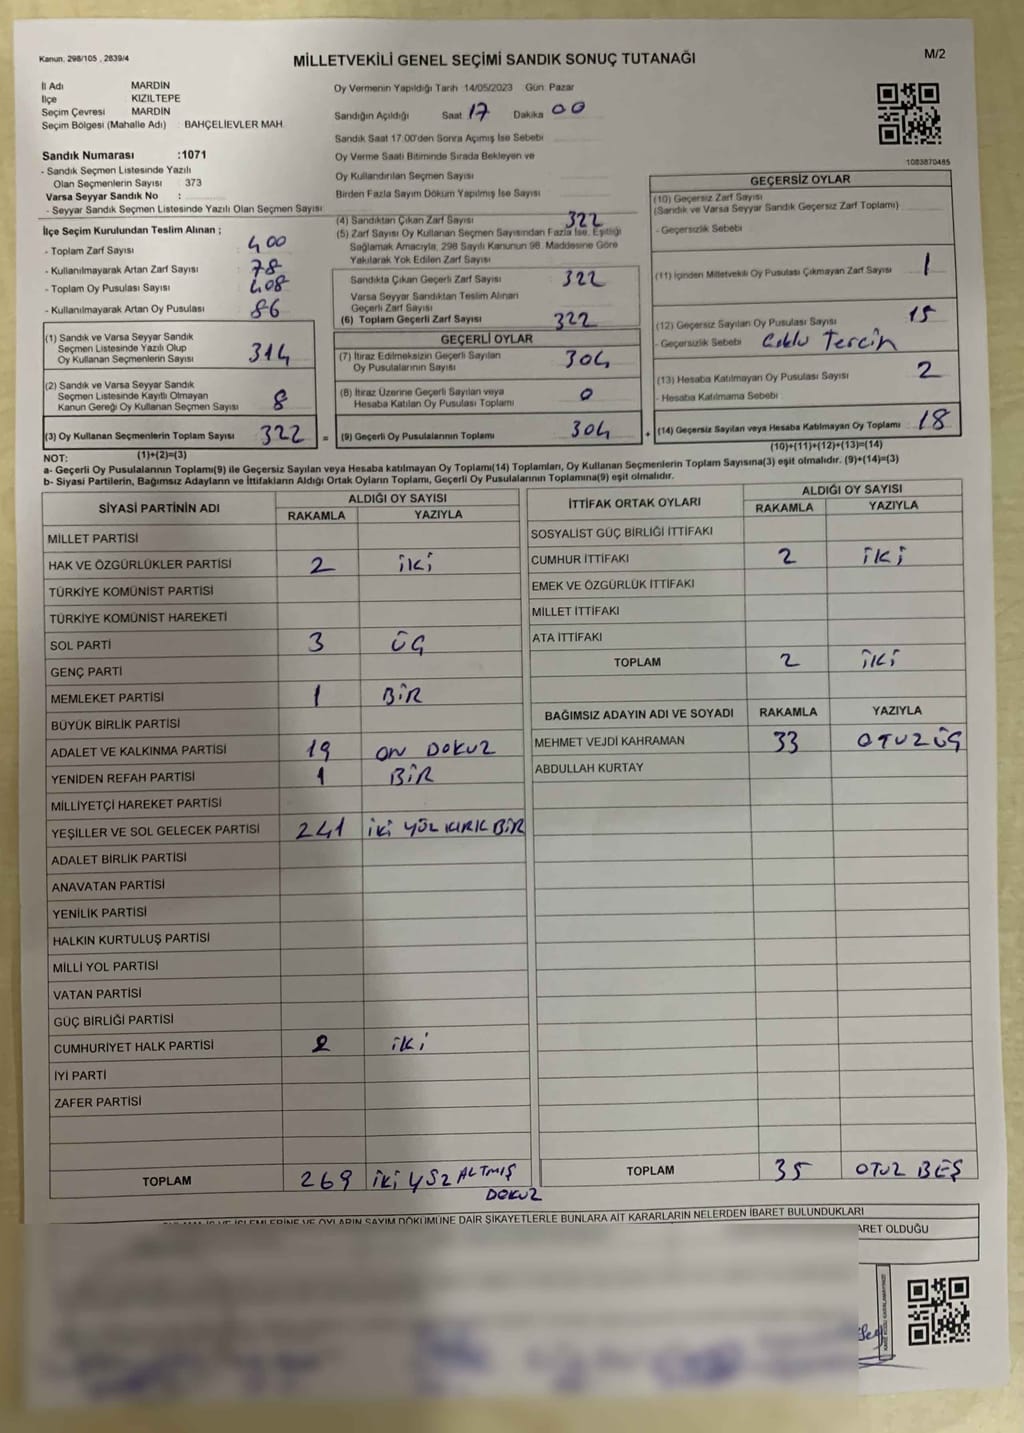 Kanun. 298/105 , 2839/4
MİLLETVEKİLİ GENEL SEÇİMİ SANDIK SONUÇ TUTANAĞI
M/2
İl Adı MARDİN
İlçe KIZILTEPE
Seçim Çevresi MARDİN
Seçim Bölgesi (Mahalle Adı) : BAHÇELİEVLER MAH.
Sandık Numarası :1071
- Sandık Seçmen Listesinde Yazılı
Olan Seçmenlerin Sayısı : 373
Varsa Seyyar Sandık No :
- Seyyar Sandık Seçmen Listesinde Yazılı Olan Seçmen Sayısı:
İlçe Seçim Kurulundan Teslim Alınan ;
- Toplam Zarf Sayısı 400
- Kullanılmayarak Artan Zarf Sayısı 78
- Toplam Oy Pusulası Sayısı 408
- Kullanılmayarak Artan Oy Pusulası 86
(1) Sandık ve Varsa Seyyar Sandık
Seçmen Listesinde Yazılı Olup
Oy Kullanan Seçmenlerin Sayısı 314
(2) Sandık ve Varsa Seyyar Sandık
Seçmen Listesinde Kayıtlı Olmayan
Kanun Gereği Oy Kullanan Seçmen Sayısı 8
(3) Oy Kullanan Seçmenlerin Toplam Sayısı 322 =
Oy Vermenin Yapıldığı Tarih 14/05/2023 Gün: Pazar
Sandığın Açıldığı Saat 17 Dakika 00
Sandık Saat 17:00'den Sonra Açımış İse Sebebi
Oy Verme Saati Bitiminde Sırada Bekleyen ve
Oy Kullandırılan Seçmen Sayısı
Birden Fazla Sayım Döküm Yapılmış İse Sayısı
(4) Sandıktan Çıkan Zarf Sayısı 322
(5) Zarf Sayısı Oy Kullanan Seçmen Sayısından Fazla İse, Eşitliği
Sağlamak Amacıyla, 298 Sayılı Kanunun 98. Maddesine Göre
Yakılarak Yok Edilen Zarf Sayısı
Sandıkta Çıkan Geçerli Zarf Sayısı 322
Varsa Seyyar Sandıktan Teslim Alınan
Geçerli Zarf Sayısı
(6) Toplam Geçerli Zarf Sayısı 322
GEÇERLİ OYLAR
(7) İtiraz Edilmeksizin Geçerli Sayılan
Oy Pusulalarının Sayısı 304
(8) İtiraz Üzerine Geçerli Sayılan veya
Hesaba Katılan Oy Pusulası Toplamı 0
(9) Geçerli Oy Pusulalarının Toplamı 304 +
1083870485
GEÇERSİZ OYLAR
(10) Geçersiz Zarf Sayısı
(Sandık ve Varsa Seyyar Sandık Geçersiz Zarf Toplamı)
- Geçersizlik Sebebi
(11) İçinden Milletvekili Oy Pusulası Çıkmayan Zarf Sayısı 1
(12) Geçersiz Sayılan Oy Pusulası Sayısı 15
- Geçersizlik Sebebi Çoklu Tercih
(13) Hesaba Katılmayan Oy Pusulası Sayısı 2
- Hesaba Katılmama Sebebi
(14) Geçersiz Sayılan veya Hesaba Katılmayan Oy Toplamı 18
NOT: (1)+(2)=(3)
(10)+(11)+(12)+(13)=(14)
a- Geçerli Oy Pusulalarının Toplamı(9) ile Geçersiz Sayılan veya Hesaba katılmayan Oy Toplamı(14) Toplamları, Oy Kullanan Seçmenlerin Toplam Sayısına(3) eşit olmalıdır. (9)+(14)=(3)
b- Siyasi Partilerin, Bağımsız Adayların ve İttifakların Aldığı Ortak Oyların Toplamı, Geçerli Oy Pusulalarının Toplamına(9) eşit olmalıdır.
SİYASİ PARTİNİN ADI
ALDIĞI OY SAYISI
RAKAMLA YAZIYLA
MİLLET PARTİSİ
HAK VE ÖZGÜRLÜKLER PARTİSİ 2 İKİ
TÜRKİYE KOMÜNİST PARTİSİ
TÜRKİYE KOMÜNİST HAREKETİ
SOL PARTİ 3 ÜÇ
GENÇ PARTİ
MEMLEKET PARTİSİ 1 BİR
BÜYÜK BİRLİK PARTİSİ
ADALET VE KALKINMA PARTİSİ 19 ON DOKUZ
YENİDEN REFAH PARTİSİ 1 BİR
MİLLİYETÇİ HAREKET PARTİSİ
YEŞİLLER VE SOL GELECEK PARTİSİ 241 İKİ YÜZ KIRK BİR
ADALET BİRLİK PARTİSİ
ANAVATAN PARTİSİ
YENİLİK PARTİSİ
HALKIN KURTULUŞ PARTİSİ
MİLLİ YOL PARTİSİ
VATAN PARTİSİ
GÜÇ BİRLİĞİ PARTİSİ
CUMHURİYET HALK PARTİSİ 2 İKİ
İYİ PARTİ
ZAFER PARTİSİ
TOPLAM 269 İKİ YÜZ ALTMIŞ
DOKUZ
İTTİFAK ORTAK OYLARI
ALDIĞI OY SAYISI
RAKAMLA YAZIYLA
SOSYALİST GÜÇ BİRLİĞİ İTTİFAKI
CUMHUR İTTİFAKI 2 İKİ
EMEK VE ÖZGÜRLÜK İTTİFAKI
MİLLET İTTİFAKI
ATA İTTİFAKI
TOPLAM 2 İKİ
BAĞIMSIZ ADAYIN ADI VE SOYADI RAKAMLA YAZIYLA
MEHMET VEJDİ KAHRAMAN 33 OTUZ ÜÇ
ABDULLAH KURTAY
TOPLAM 35 OTUZ BEŞ
SAYIM DÖKÜMÜNE DAİR ŞİKAYETLERLE BUNLARA AİT KARARLARIN NELERDEN İBARET BULUNDUKLARI
OLDUĞU